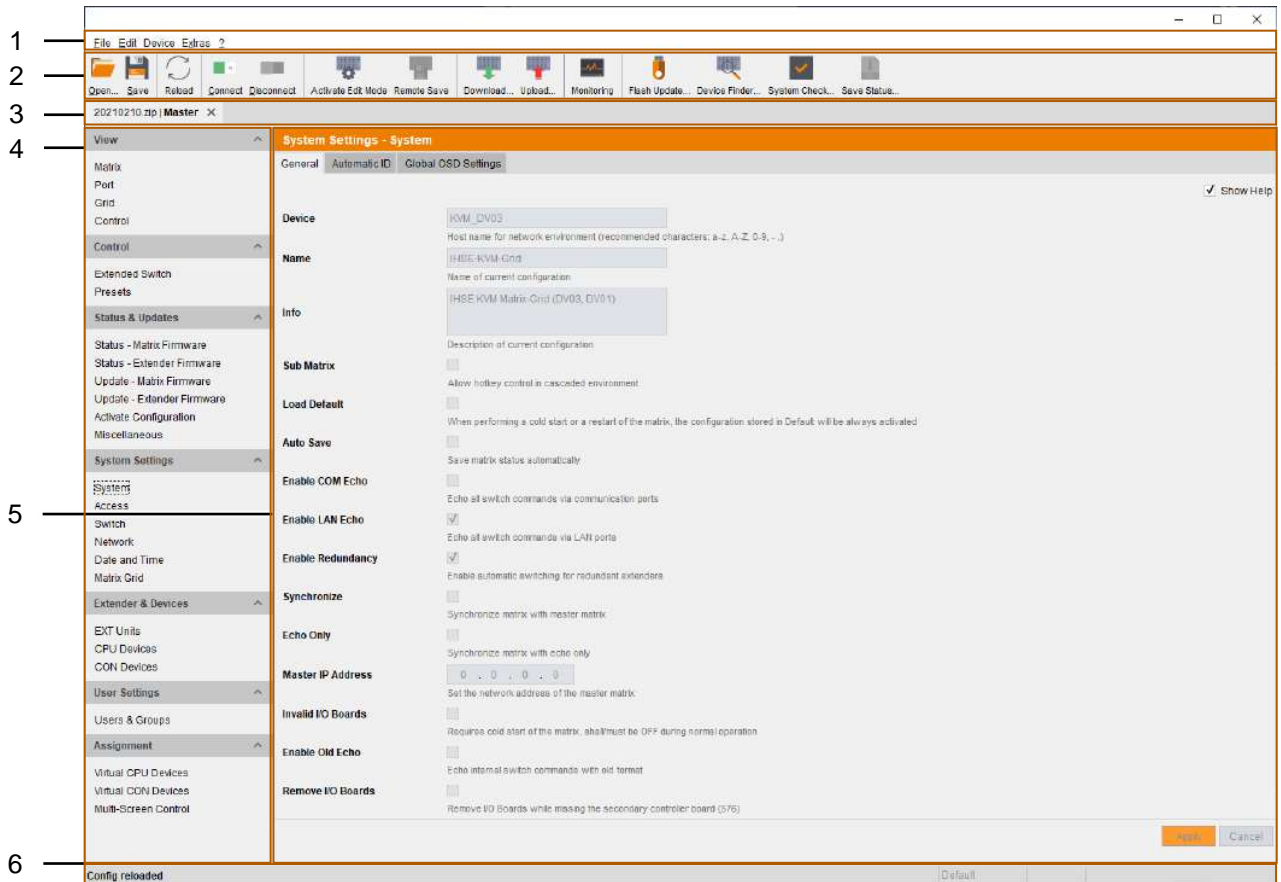 1
File Edit Device Extras ?
2
Open... Save Reload Connect Disconnect Activate Edit Mode Remote Save Download... Upload... Monitoring Flash Update... Device Finder... System Check... Save Status...
3
20210210.zip | Master
4
View
Matrix
Port
Grid
Control
Control
Extended Switch
Presets
Status & Updates
Status - Matrix Firmware
Status - Extender Firmware
Update - Matrix Firmware
Update - Extender Firmware
Activate Configuration
Miscellaneous
System Settings
System
Access
5
Switch
Network
Date and Time
Matrix Grid
Extender & Devices
EXT Units
CPU Devices
CON Devices
User Settings
Users & Groups
Assignment
Virtual CPU Devices
Virtual CON Devices
Multi-Screen Control
System Settings - System
General Automatic ID Global OSD Settings
Show Help
Device KVM_DV03
Host name for network environment (recommended characters: a-z, A-Z, 0-9, - .)
Name IHSE-KVM-Grid
Name of current configuration
Info IHSE KVM Matrix-Grid (DV03, DV01)
Description of current configuration
Sub Matrix
Allow hotkey control in cascaded environment
Load Default
When performing a cold start or a restart of the matrix, the configuration stored in Default will be always activated
Auto Save
Save matrix status automatically
Enable COM Echo
Echo all switch commands via communication ports
Enable LAN Echo
Echo all switch commands via LAN ports
Enable Redundancy
Enable automatic switching for redundant extenders
Synchronize
Synchronize matrix with master matrix
Echo Only
Synchronize matrix with echo only
Master IP Address 0 . 0 . 0 . 0
Set the network address of the master matrix
Invalid I/O Boards
Requires cold start of the matrix, shall/must be OFF during normal operation
Enable Old Echo
Echo internal switch commands with old format
Remove I/O Boards
Remove I/O Boards while missing the secondary controller board (576)
Apply Cancel
6
Config reloaded Default